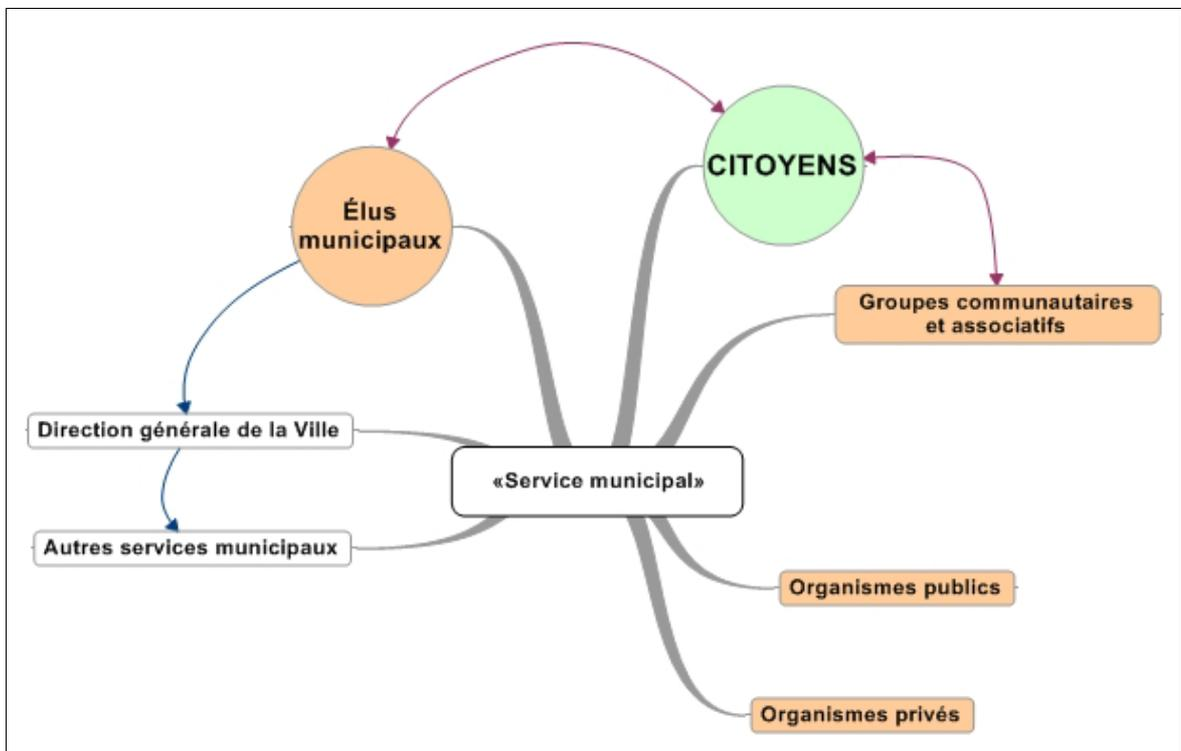 CITOYENS
Élus
municipaux
Groupes communautaires
et associatifs
Direction générale de la Ville
«Service municipal»
Autres services municipaux
Organismes publics
Organismes privés